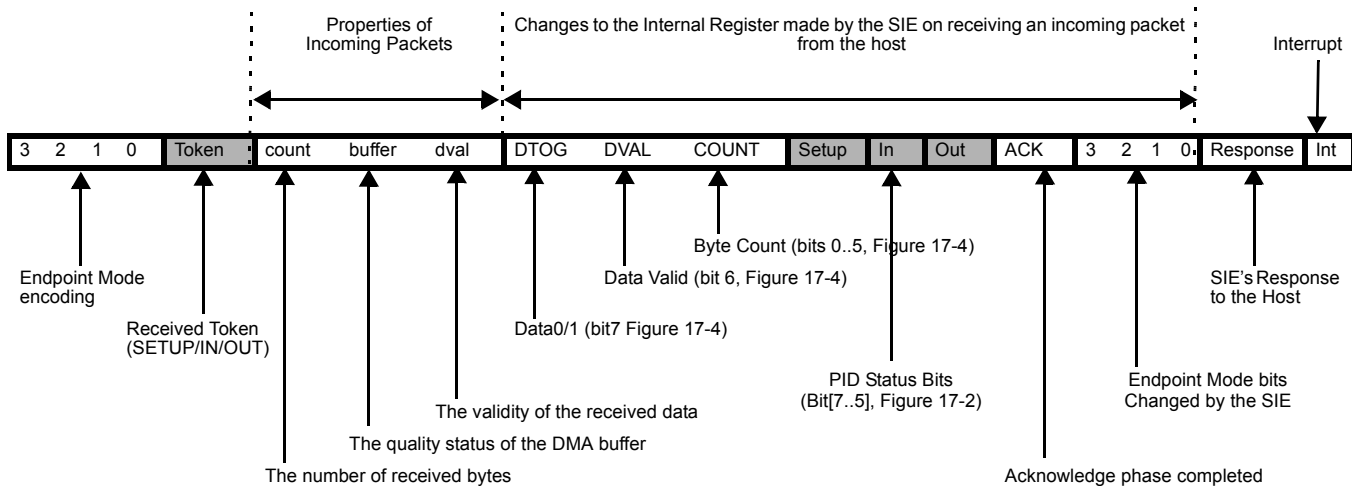 Properties of
Incoming Packets
Changes to the Internal Register made by the SIE on receiving an incoming packet
from the host
Interrupt
3 2 1 0 Token count buffer dval DTOG DVAL COUNT Setup In Out ACK 3 2 1 0 Response Int
Byte Count (bits 0..5, Figure 17-4)
Endpoint Mode
encoding
Data Valid (bit 6, Figure 17-4)
SIE's Response
to the Host
Received Token
(SETUP/IN/OUT)
Data0/1 (bit7 Figure 17-4)
PID Status Bits
(Bit[7..5], Figure 17-2)
Endpoint Mode bits
Changed by the SIE
The validity of the received data
The quality status of the DMA buffer
The number of received bytes
Acknowledge phase completed